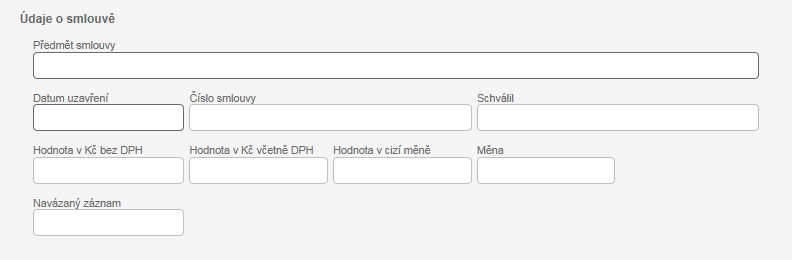 Údaje o smlouvě
Předmět smlouvy
Datum uzavření Číslo smlouvy Schválil
Hodnota v Kč bez DPH Hodnota v Kč včetně DPH Hodnota v cizí měně Měna
Navázaný záznam